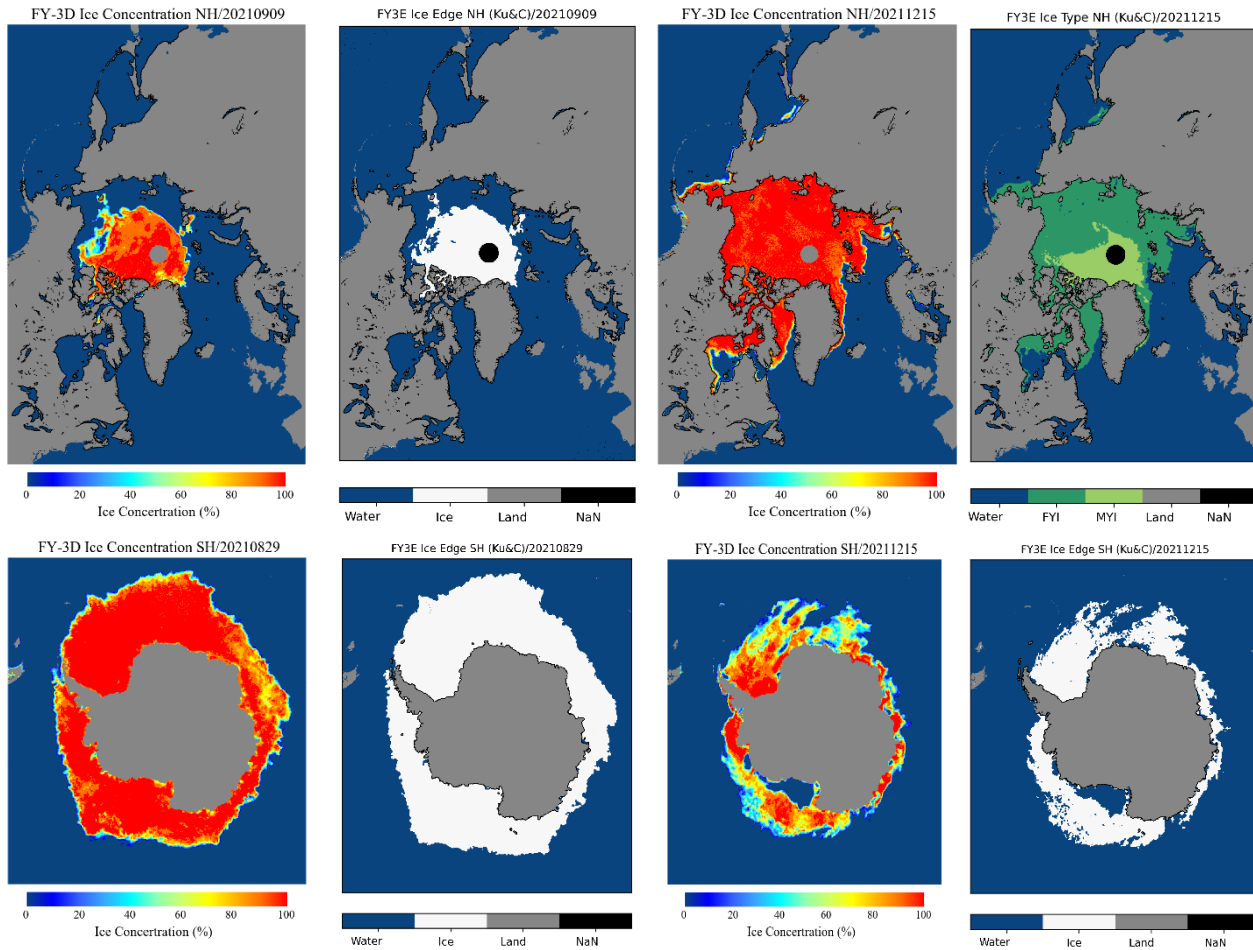 FY-3D Ice Concentration NH/20210909
FY3E Ice Edge NH (Ku&C)/20210909
FY-3D Ice Concentration NH/20211215
FY3E Ice Type NH (Ku&C)/20211215
0 20 40 60 80 100
Ice Concertration (%)
Water Ice Land NaN
0 20 40 60 80 100
Ice Concertration (%)
Water FYI MYI Land NaN
FY-3D Ice Concentration SH/20210829
FY3E Ice Edge SH (Ku&C)/20210829
FY-3D Ice Concentration SH/20211215
FY3E Ice Edge SH (Ku&C)/20211215
0 20 40 60 80 100
Ice Concertration (%)
Water Ice Land NaN
0 20 40 60 80 100
Ice Concertration (%)
Water Ice Land NaN